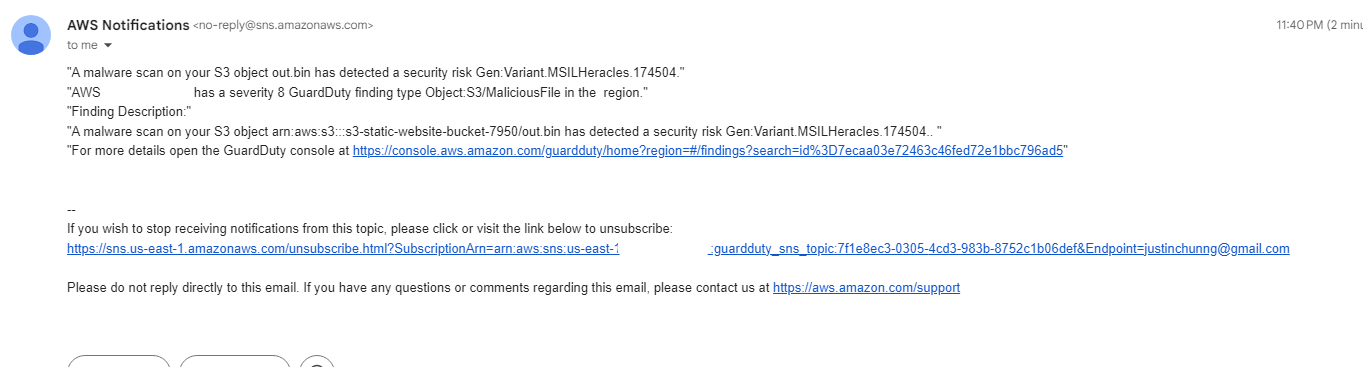 AWS Notifications <no-reply@sns.amazonaws.com>
11:40 PM (2 minu
to me
"A malware scan on your S3 object out.bin has detected a security risk Gen:Variant.MSILHeracles.174504."
"AWS has a severity 8 GuardDuty finding type Object:S3/MaliciousFile in the region."
"Finding Description:"
"A malware scan on your S3 object arn:aws:s3:::s3-static-website-bucket-7950/out.bin has detected a security risk Gen:Variant.MSILHeracles.174504.. "
"For more details open the GuardDuty console at https://console.aws.amazon.com/guardduty/home?region=#/findings?search=id%3D7ecaa03e72463c46fed72e1bbc796ad5"
--
If you wish to stop receiving notifications from this topic, please click or visit the link below to unsubscribe:
https://sns.us-east-1.amazonaws.com/unsubscribe.html?SubscriptionArn=arn:aws:sns:us-east-1 :guardduty_sns_topic:7f1e8ec3-0305-4cd3-983b-8752c1b06def&Endpoint=justinchunng@gmail.com
Please do not reply directly to this email. If you have any questions or comments regarding this email, please contact us at https://aws.amazon.com/support